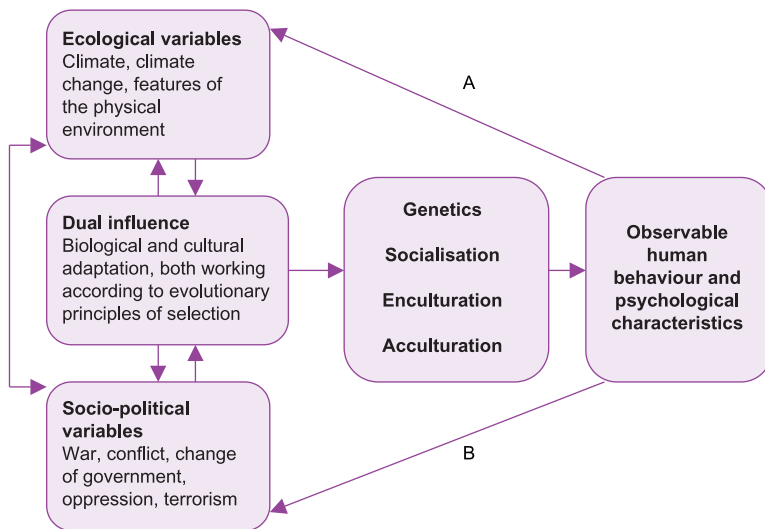 Ecological variables
Climate, climate
change, features of
the physical
environment
A
Dual influence
Biological and cultural
adaptation, both working
according to evolutionary
principles of selection
Genetics
Socialisation
Enculturation
Acculturation
Observable
human
behaviour and
psychological
characteristics
Socio-political
variables
War, conflict, change
of government,
oppression, terrorism
B